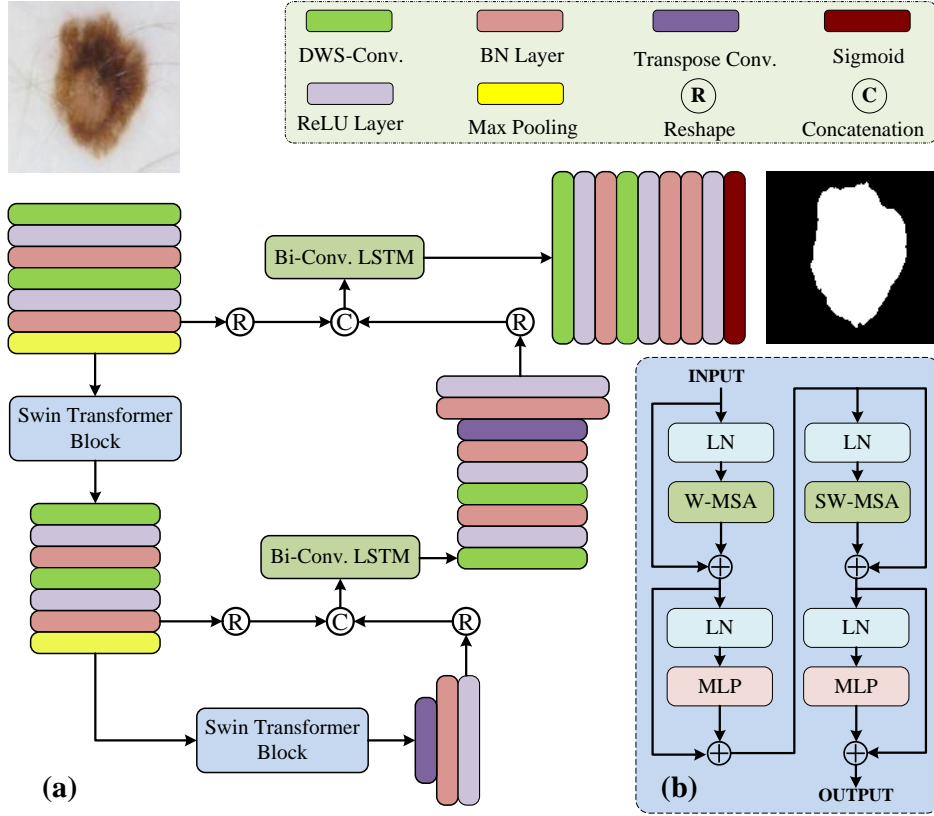 DWS-Conv.
BN Layer
Transpose Conv.
Sigmoid
R
C
ReLU Layer
Max Pooling
Reshape
Concatenation
Bi-Conv. LSTM
R
C
R
Swin Transformer
Block
Bi-Conv. LSTM
R
C
R
Swin Transformer
Block
(a)
INPUT
LN
LN
W-MSA
SW-MSA
LN
LN
MLP
MLP
(b)
OUTPUT